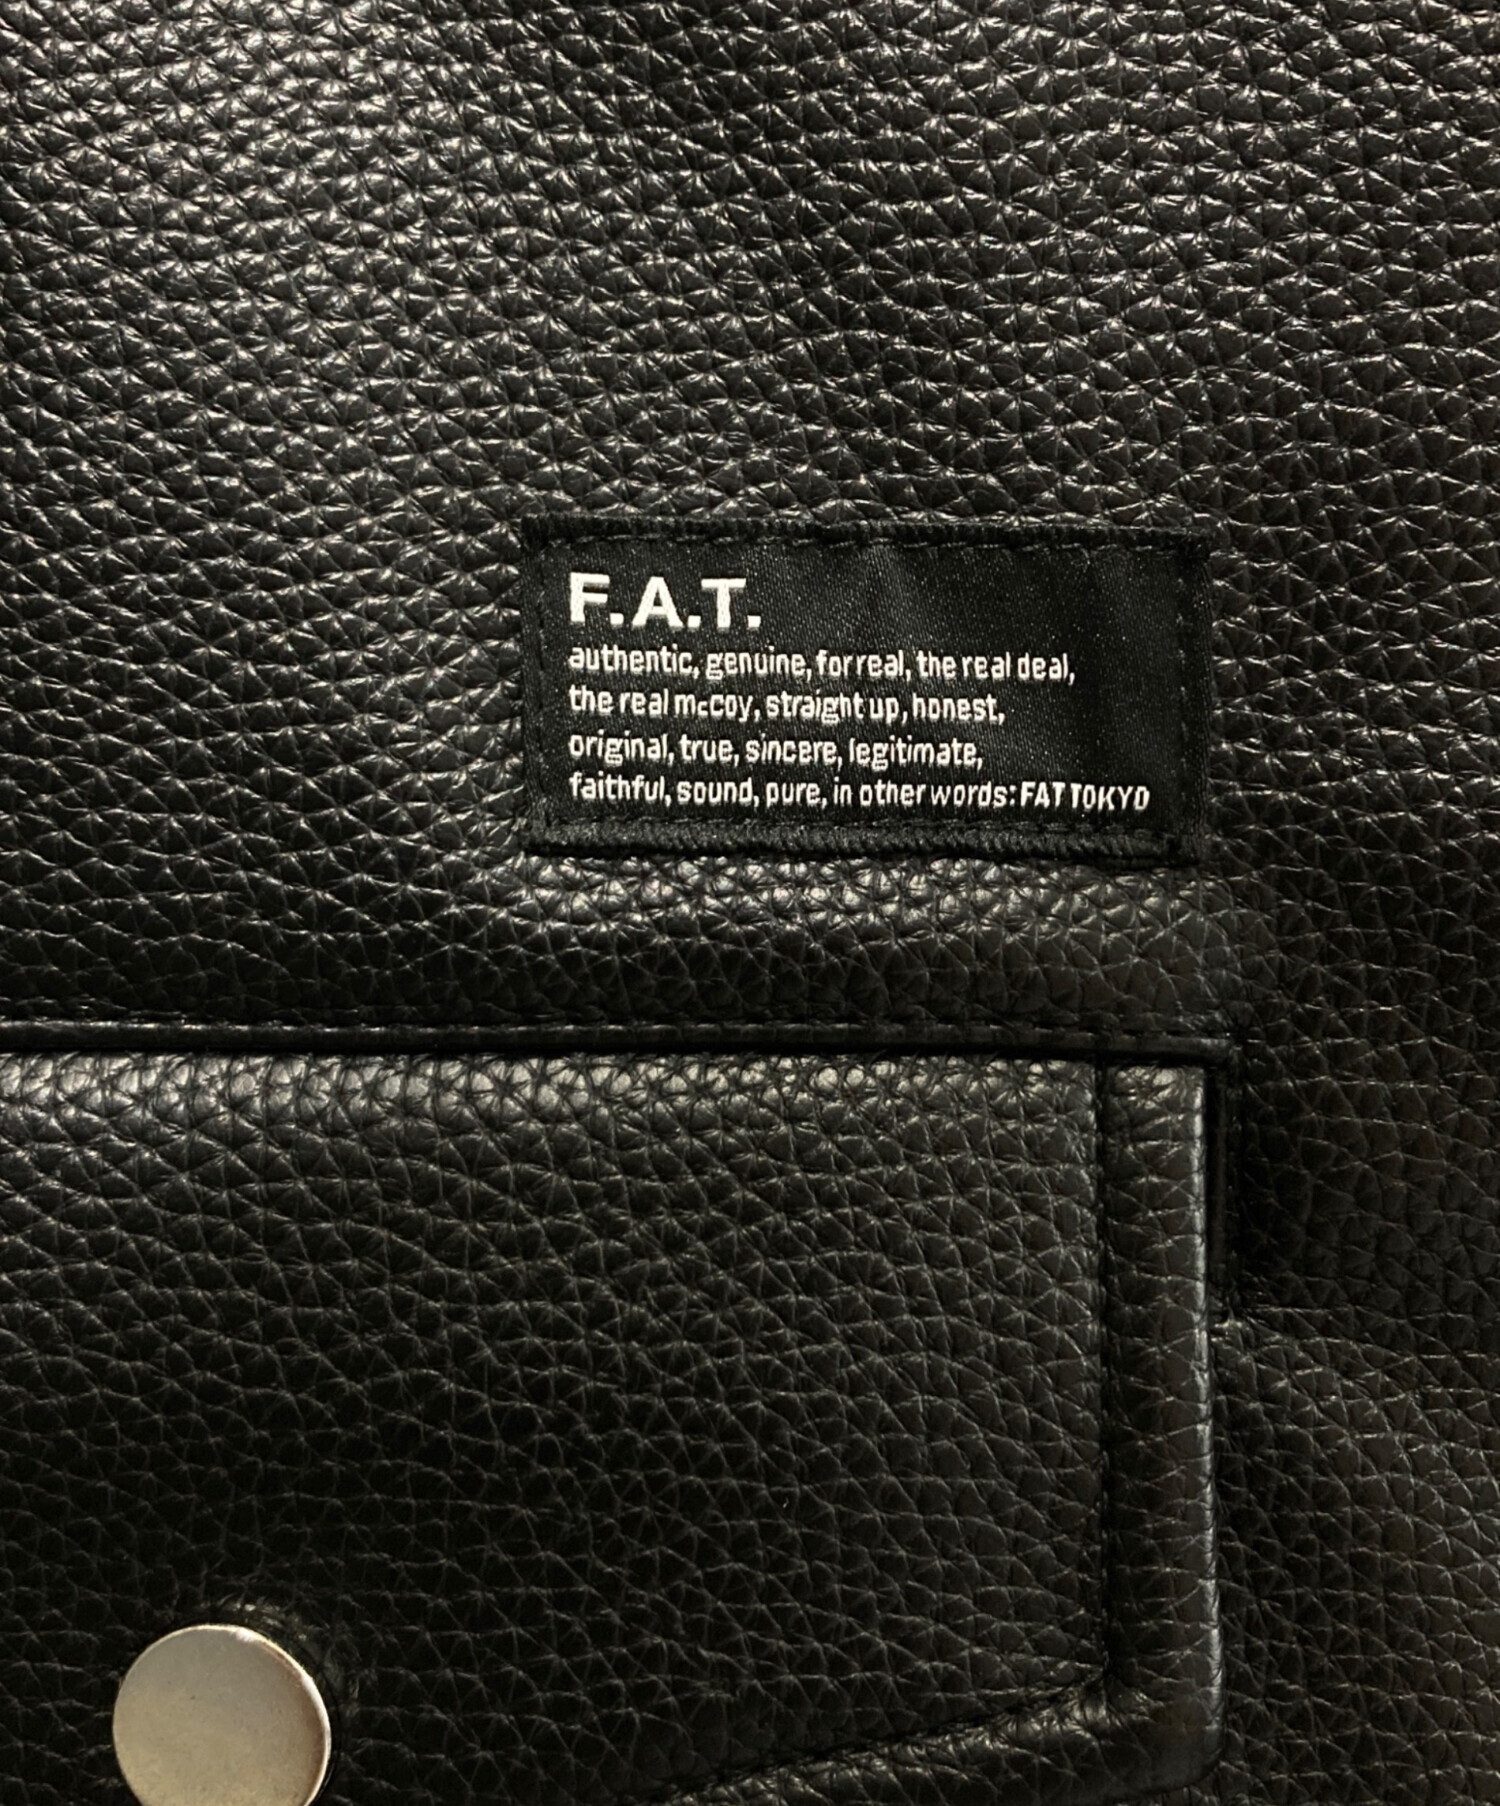 F.A.T.
authentic, genuine, for real, the real deal,
the real mccoy, straight up, honest,
original, true, sincere, legitimate,
faithful, sound, pure, in other words: FAT TOKYO